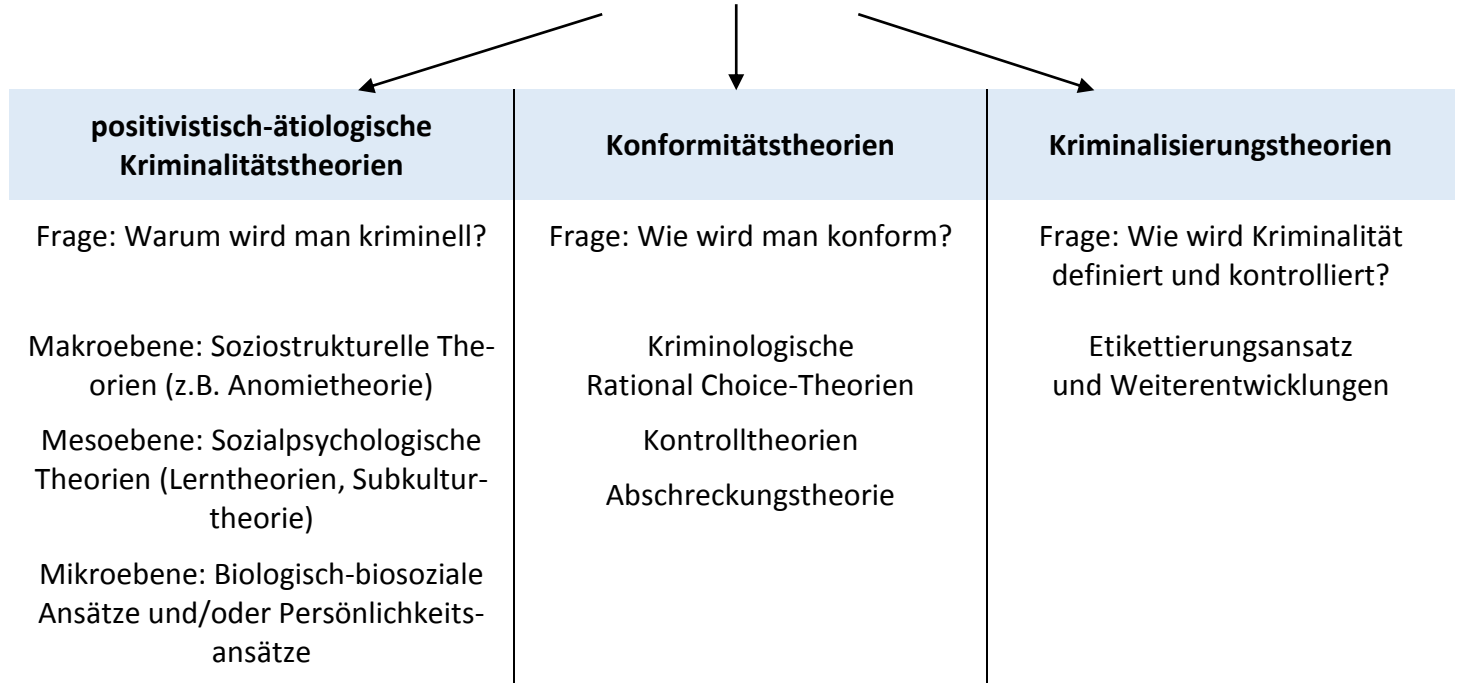 positivistisch-ätiologische
Kriminalitätstheorien
Frage: Warum wird man kriminell?
Makroebene: Soziostrukturelle The-
orien (z.B. Anomietheorie)
Mesoebene: Sozialpsychologische
Theorien (Lerntheorien, Subkultur-
theorie)
Mikroebene: Biologisch-biosoziale
Ansätze und/oder Persönlichkeits-
ansätze
Konformitätstheorien
Frage: Wie wird man konform?
Kriminologische
Rational Choice-Theorien
Kontrolltheorien
Abschreckungstheorie
Kriminalisierungstheorien
Frage: Wie wird Kriminalität
definiert und kontrolliert?
Etikettierungsansatz
und Weiterentwicklungen